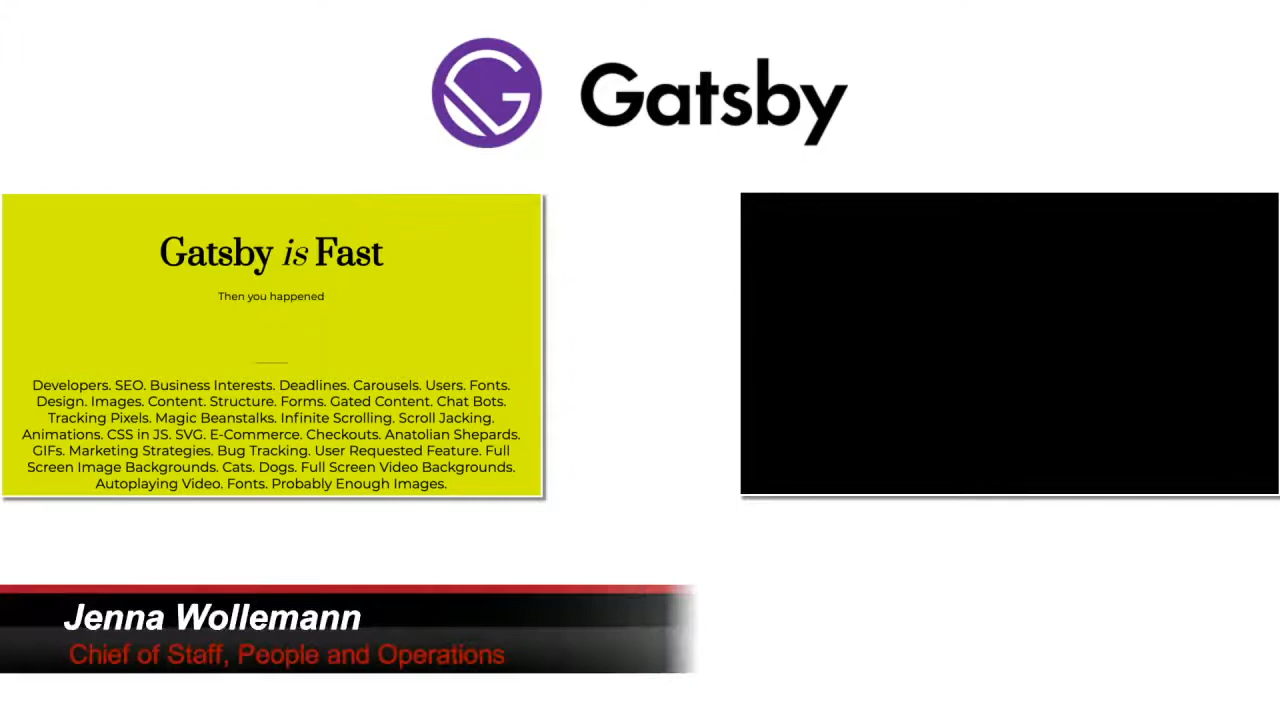 Gatsby
Gatsby is Fast
Then you happened
Developers. SEO. Business Interests. Deadlines. Carousels. Users. Fonts.
Design. Images. Content. Structure. Forms. Gated Content. Chat Bots.
Tracking Pixels. Magic Beanstalks. Infinite Scrolling. Scroll Jacking.
Animations. CSS in JS. SVG. E-Commerce. Checkouts. Anatolian Shepards.
GIFs. Marketing Strategies. Bug Tracking. User Requested Feature. Full
Screen Image Backgrounds. Cats. Dogs. Full Screen Video Backgrounds.
Autoplaying Video. Fonts. Probably Enough Images.
Jenna Wollemann
Chief of Staff, People and Operations